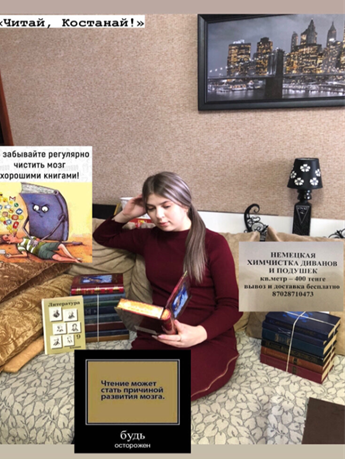 «Читай, Костанай!»
забывайте регулярно
чистить мозг
хорошими книгами!
Литература
НЕМЕЦКАЯ
ХИМЧИСТКА ДИВАНОВ
И ПОДУШЕК
кв.метр – 400 тенге
вывоз и доставка бесплатно
87028710473
Чтение может
стать причиной
развития мозга.
будь
осторожен